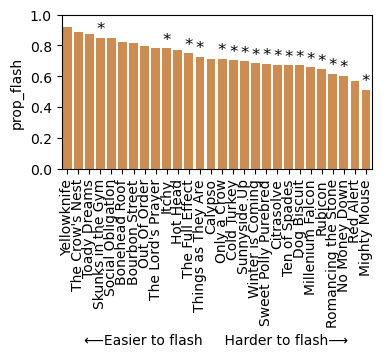 1.0
0.8
0.6
0.4
0.2
0.0
prop_flash
* * * * * * * * * * * * * * * *
Yellowknife
The Crow's Nest
Toady Dreams
Skunks in the Gym
Social Obligation
Bonehead Roof
Bourbon Street
Out Of Order
The Lord's Prayer
Itchy
Hot Head
The Full Effect
Things as They Are
Calypso
Only a Crow
Cold Turkey
Sunnyside Up
Winter's Coming
Sweet Polly Purebred
Citrasolve
Ten of Spades
Dog Biscuit
Millenium Falcon
Rubicon
Romancing the Stone
No Money Down
Red Alert
Mighty Mouse
⟵Easier to flash Harder to flash⟶